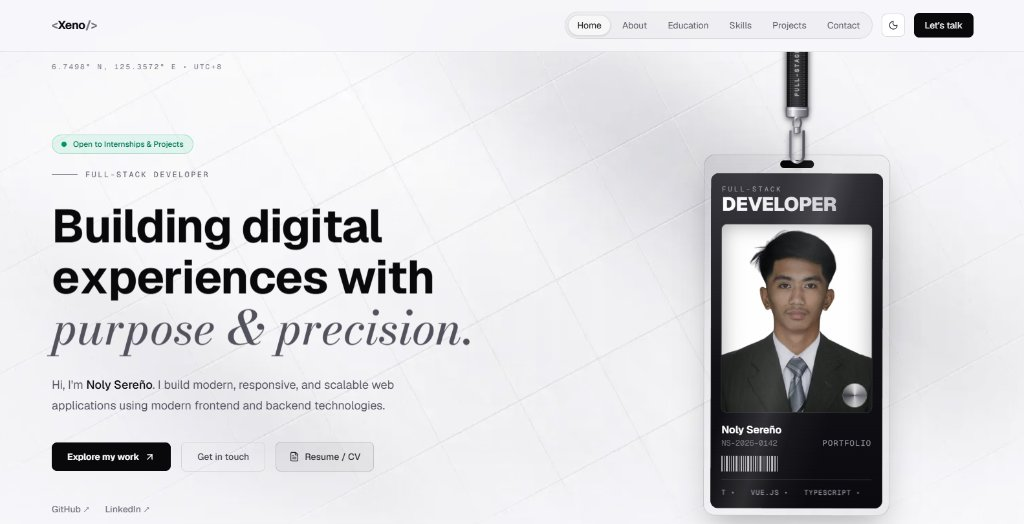 <Xeno/>
Home About Education Skills Projects Contact
Let's talk
6.7498° N, 125.3572° E • UTC+8
Open to Internships & Projects
FULL-STACK DEVELOPER
Building digital
experiences with
purpose & precision.
Hi, I'm Noly Sereño. I build modern, responsive, and scalable web
applications using modern frontend and backend technologies.
Explore my work ↗
Get in touch
Resume / CV
GitHub ↗ LinkedIn ↗
FULL-STAC
FULL-STACK
DEVELOPER
Noly Sereño
NS-2026-0142 PORTFOLIO
T • VUE.JS • TYPESCRIPT •